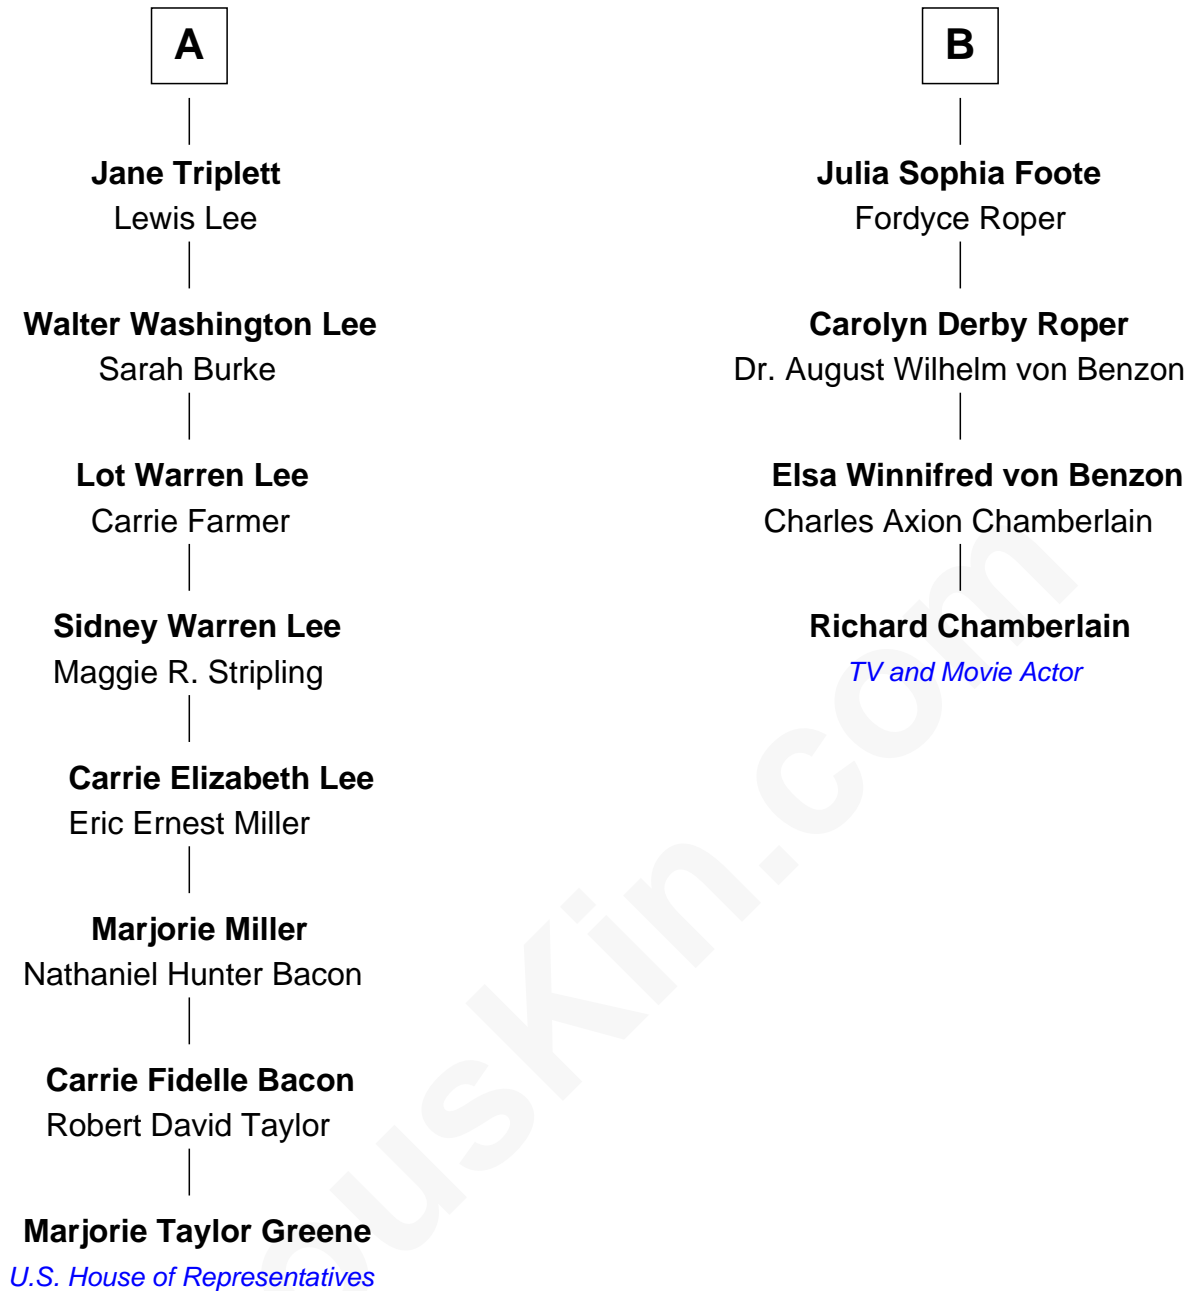 A
Jane Triplett
Lewis Lee
Walter Washington Lee
Sarah Burke
Lot Warren Lee
Carrie Farmer
Sidney Warren Lee
Maggie R. Stripling
Carrie Elizabeth Lee
Eric Ernest Miller
Marjorie Miller
Nathaniel Hunter Bacon
Carrie Fidelle Bacon
Robert David Taylor
Marjorie Taylor Greene
U.S. House of Representatives
B
Julia Sophia Foote
Fordyce Roper
Carolyn Derby Roper
Dr. August Wilhelm von Benzon
Elsa Winnifred von Benzon
Charles Axion Chamberlain
Richard Chamberlain
TV and Movie Actor
ousKin.com